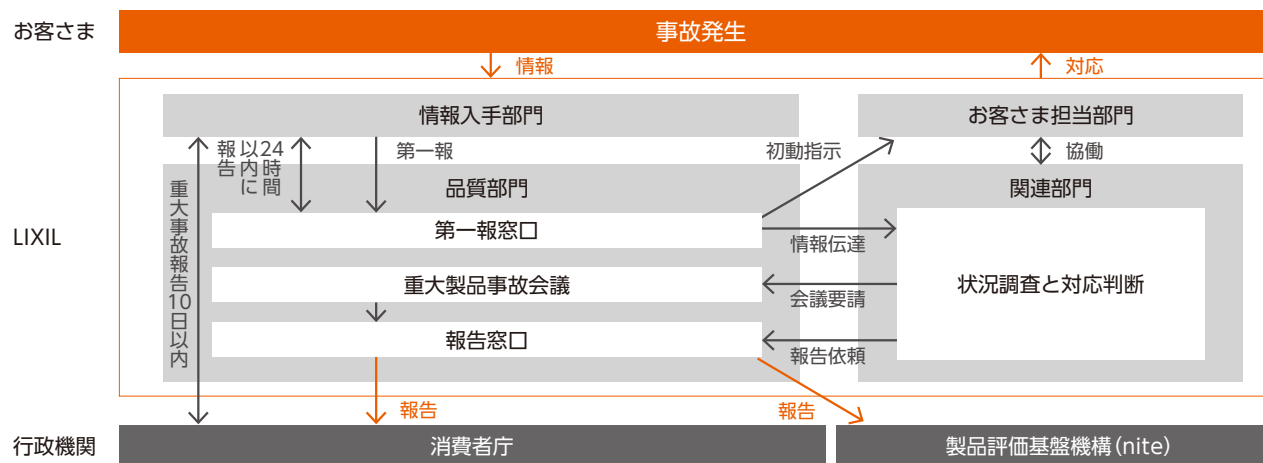 お客さま
事故発生
情報
対応
情報入手部門
お客さま担当部門
24時間
以内に
報告
第一報
初動指示
協働
重大事故報告10日以内
品質部門
関連部門
LIXIL
第一報窓口
情報伝達
重大製品事故会議
会議要請
状況調査と対応判断
報告窓口
報告依頼
報告
報告
行政機関
消費者庁
製品評価基盤機構(nite)